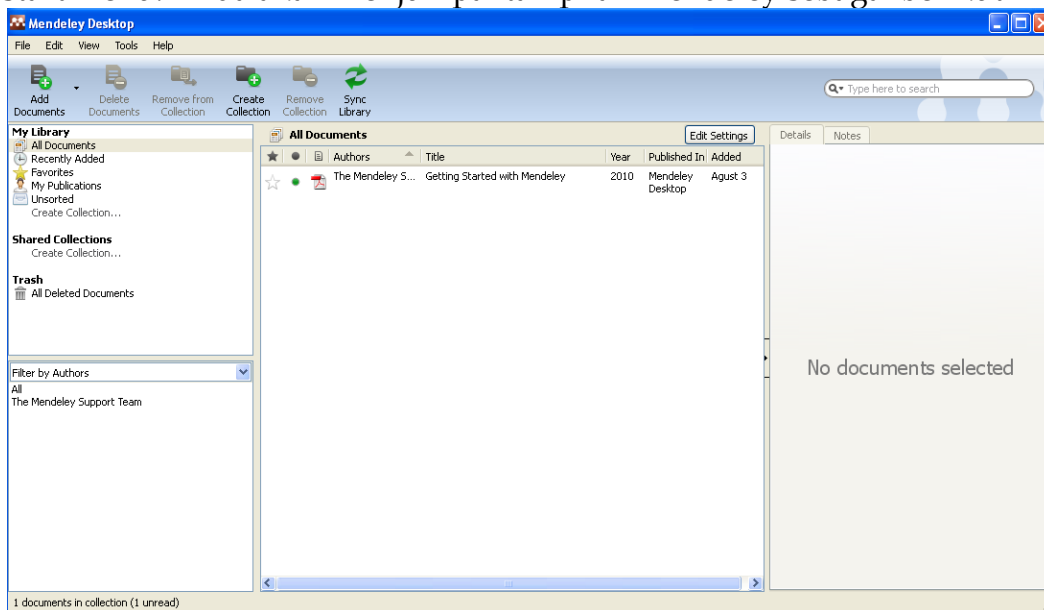 Mendeley Desktop
File Edit View Tools Help
Add Documents
Delete Documents
Remove from Collection
Create Collection
Remove Collection
Sync Library
Type here to search
My Library
All Documents
Recently Added
Favorites
My Publications
Unsorted
Create Collection...
Shared Collections
Create Collection...
Trash
All Deleted Documents
Filter by Authors
All
The Mendeley Support Team
All Documents
Edit Settings
Authors Title Year Published In Added
The Mendeley S... Getting Started with Mendeley 2010 Mendeley Agust 3
Desktop
Details Notes
No documents selected
1 documents in collection (1 unread)